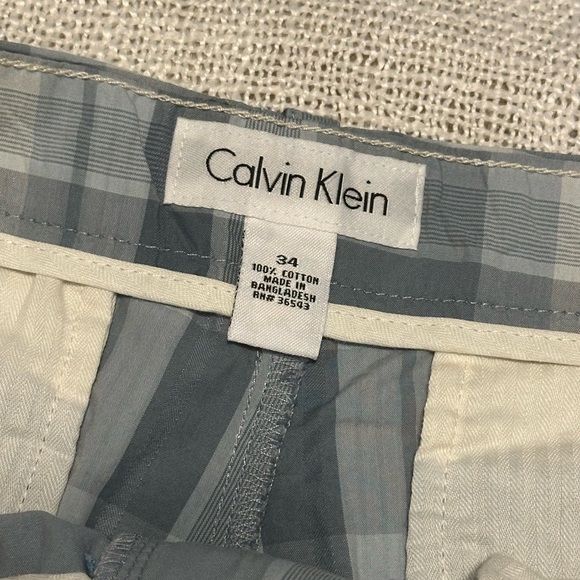 Calvin Klein
34
100% COTTON
MADE IN
BANGLADESH
RN# 36543